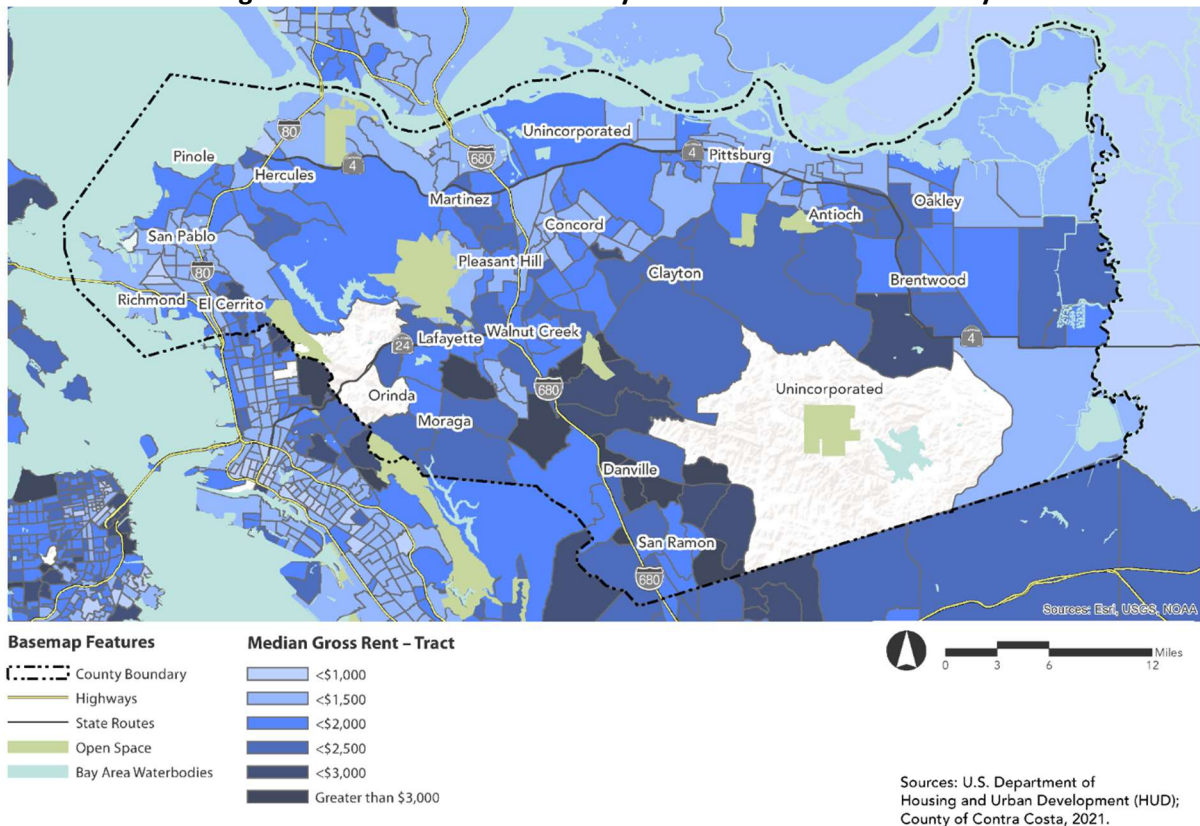 80
Unincorporated
Pinole
680
4
Pittsburg
4
Hercules
Martinez
Oakley
Antioch
San Pablo
Concord
80
Pleasant Hill
Clayton
Brentwood
Richmond
El Cerrito
Lafayette
Walnut Creek
24
4
Orinda
680
Unincorporated
Moraga
Danville
San Ramon
680
Sources: Esri, USGS, NOAA
Basemap Features
County Boundary
Highways
State Routes
Open Space
Bay Area Waterbodies
Median Gross Rent – Tract
<$1,000
<$1,500
<$2,000
<$2,500
<$3,000
Greater than $3,000
Miles
0 3 6 12
Sources: U.S. Department of
Housing and Urban Development (HUD);
County of Contra Costa, 2021.